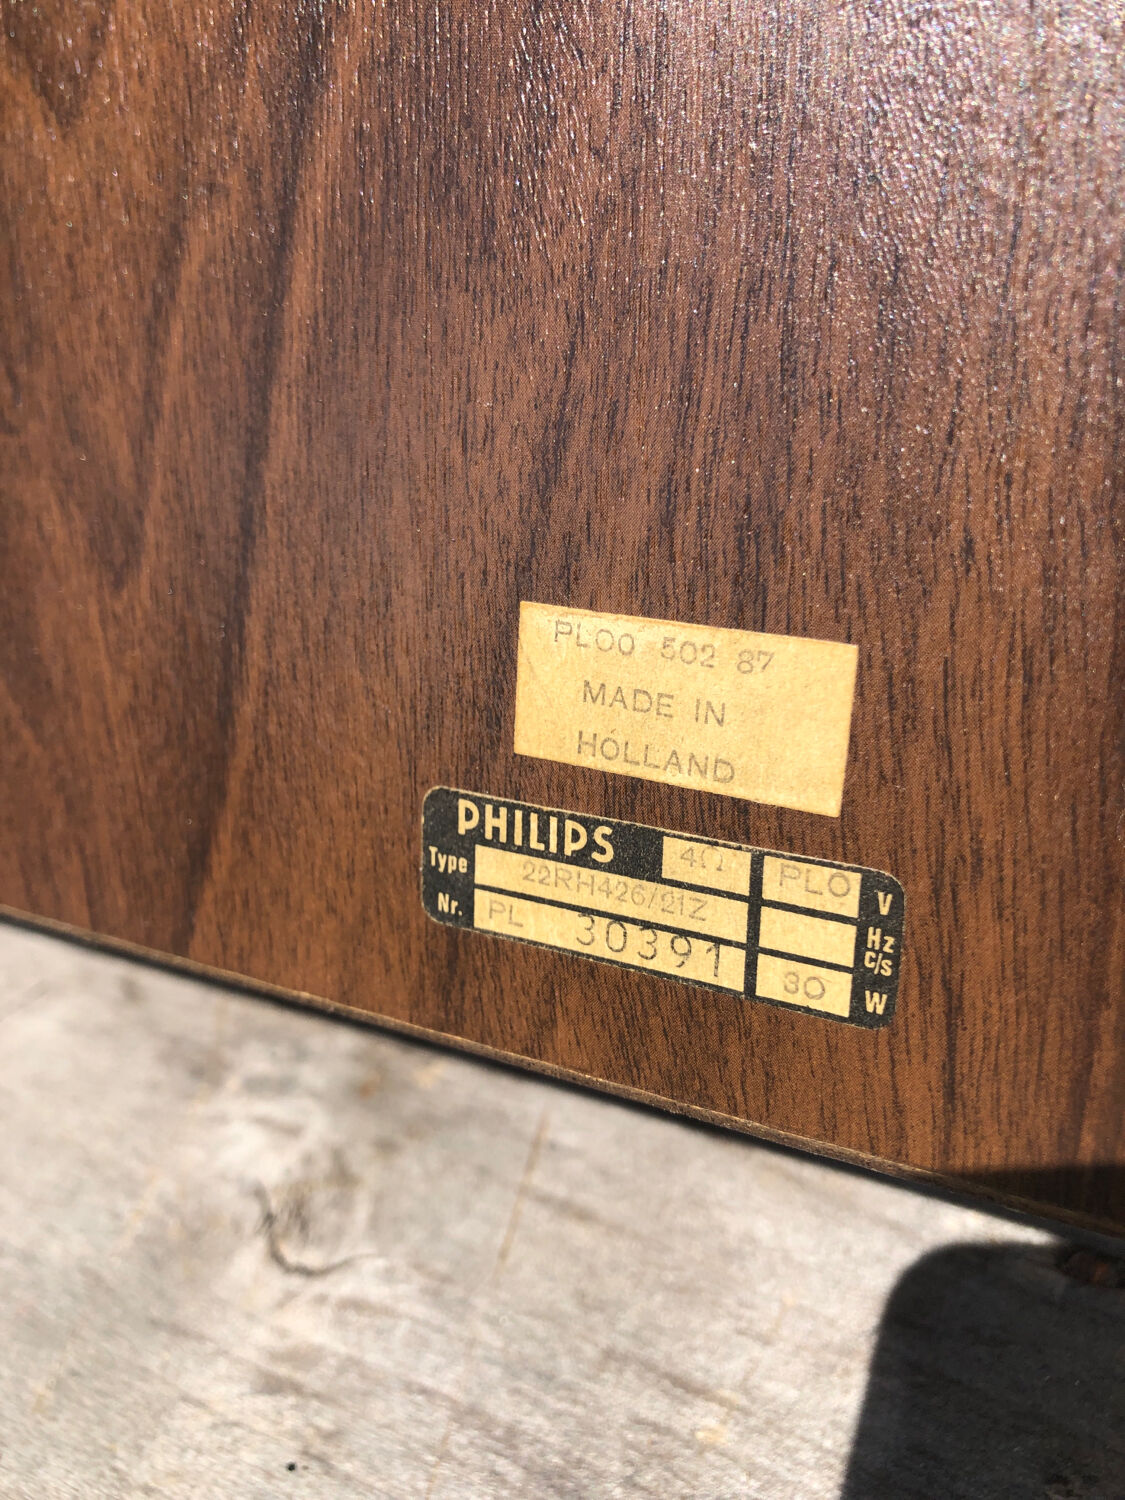 PL00 502 87
MADE IN
HOLLAND
PHILIPS 4Ω PLO V
Type 22RH426/21Z Hz c/s
Nr. PL 30391 30 W